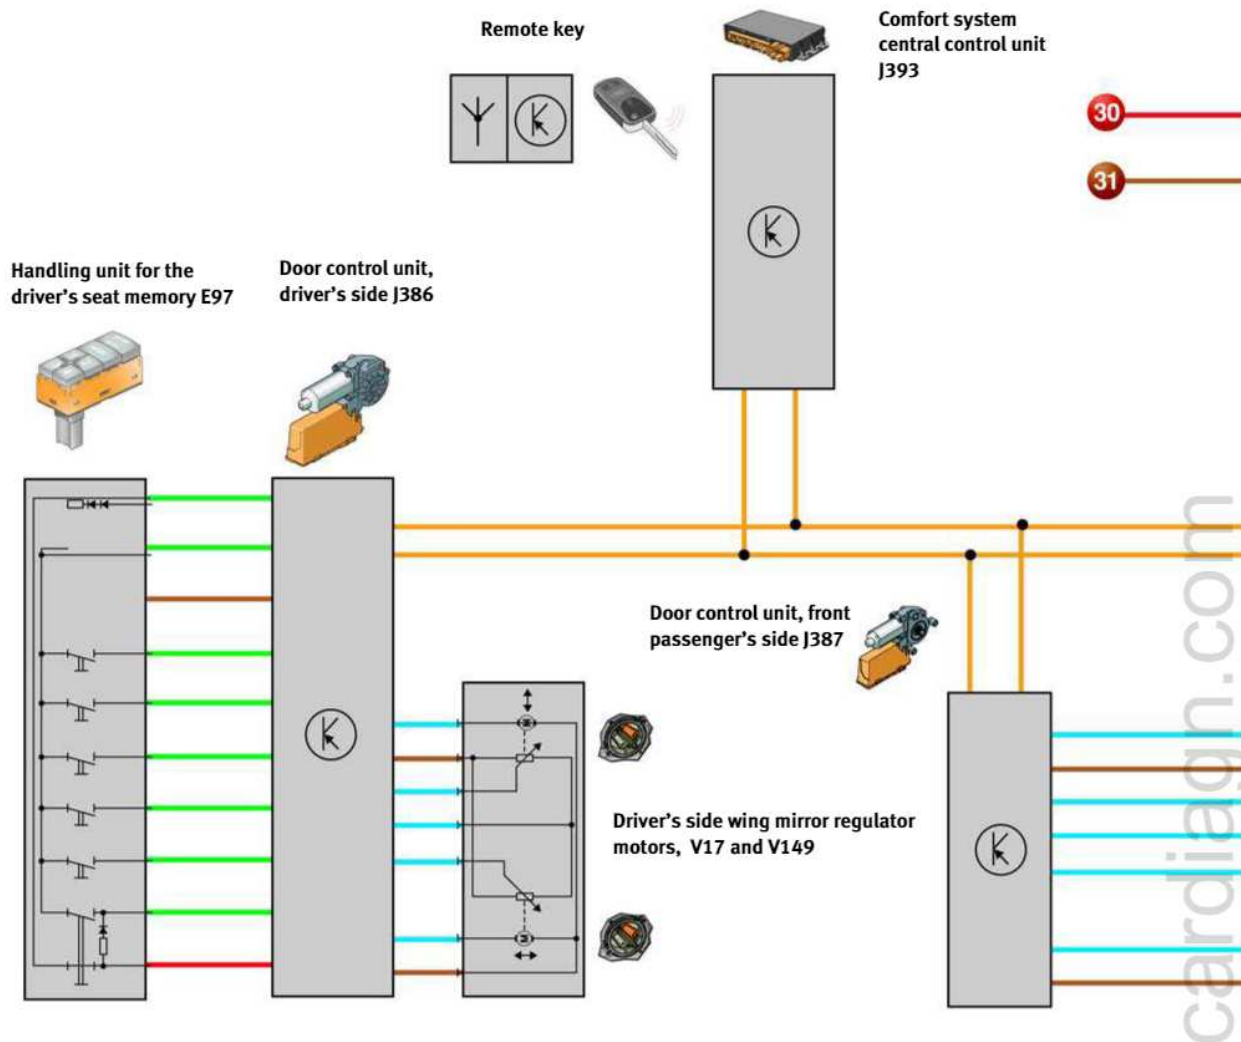 Remote key
Comfort system
central control unit
J393
30
31
Handling unit for the
driver's seat memory E97
Door control unit,
driver's side J386
Door control unit, front
passenger's side J387
M
Driver's side wing mirror regulator
motors, V17 and V149
M
cardiagn.com